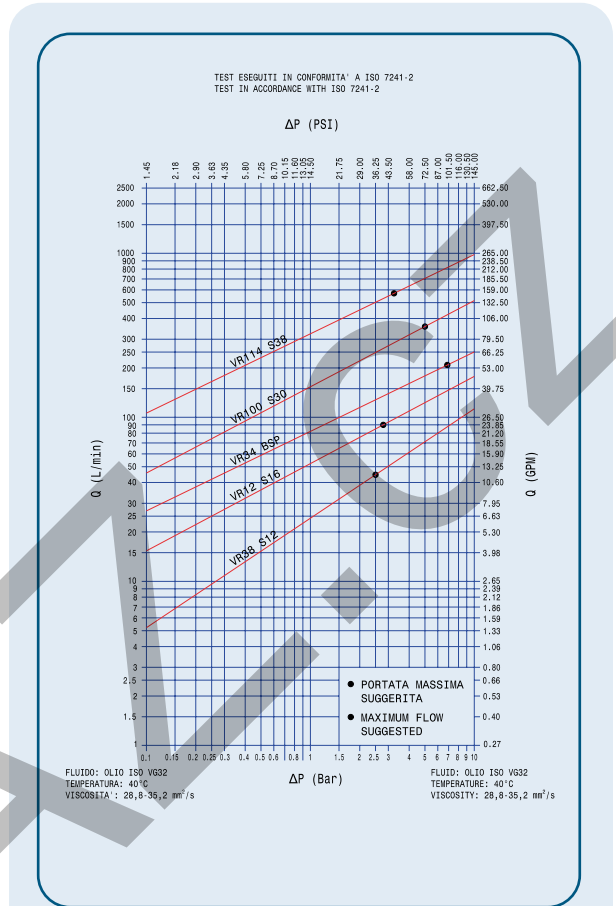 TEST ESEGUITI IN CONFORMITA' A ISO 7241-2
TEST IN ACCORDANCE WITH ISO 7241-2
ΔP (PSI)
1.45 2.18 2.90 3.63 4.35 5.80 7.25 8.70 10.15 11.60 13.05 14.50 21.75 29.00 36.25 43.50 58.00 72.50 87.00 101.50 116.00 130.50 145.00
2500 662.50
2000 530.00
1500 397.50
1000 265.00
900 238.50
800 212.00
700 185.50
600 159.00
500 132.50
400 106.00
300 79.50
250 66.25
200 53.00
150 39.75
100 26.50
90 23.85
80 21.20
70 18.55
60 15.90
50 13.25
40 10.60
30 7.95
25 6.63
20 5.30
15 3.98
10 2.65
9 2.39
8 2.12
7 1.86
6 1.59
5 1.33
4 1.06
3 0.80
2.5 0.66
2 0.53
1.5 0.40
1 0.27
Q (L/min)
Q (GPM)
VR114 S38
VR100 S30
VR34 BSP
VR12 S16
VR38 S12
● PORTATA MASSIMA
SUGGERITA
● MAXIMUM FLOW
SUGGESTED
0.1 0.15 0.2 0.25 0.3 0.4 0.5 0.6 0.8 1 1.5 2 2.5 3 4 5 6 7 8 9 10
ΔP (Bar)
FLUIDO: OLIO ISO VG32
TEMPERATURA: 40°C
VISCOSITA': 28,8-35,2 mm²/s
FLUID: OLIO ISO VG32
TEMPERATURE: 40°C
VISCOSITY: 28,8-35,2 mm²/s